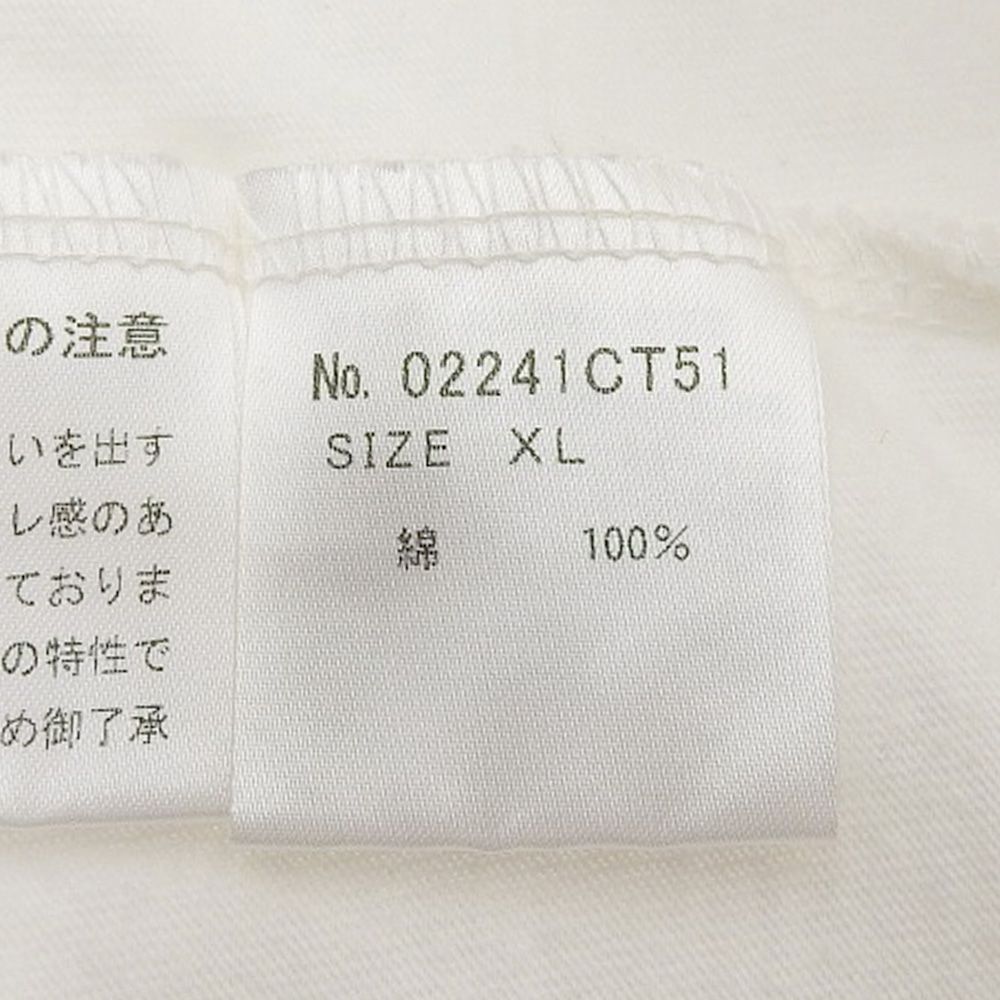 の注意
いを出す
レ感のあ
ておりま
の特性で
め御了承
No. 02241CT51
SIZE XL
綿 100%